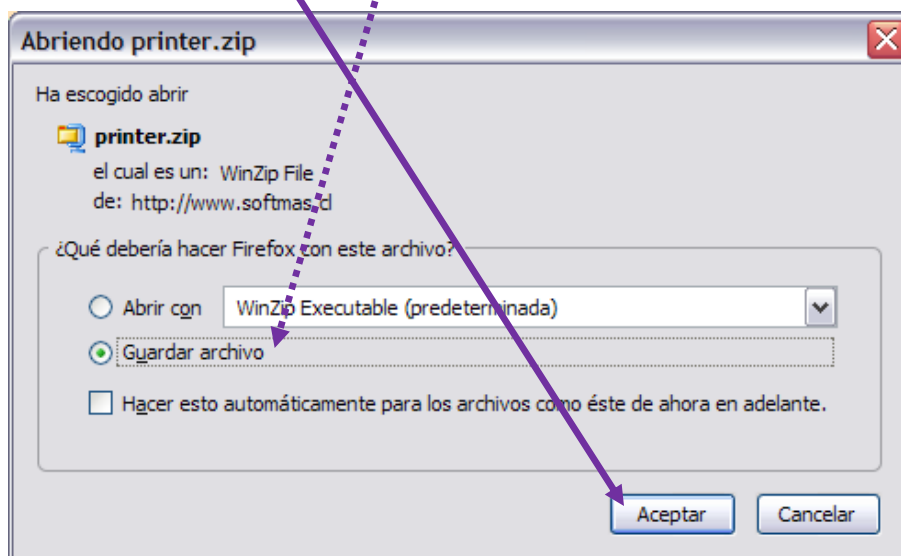 Abriendo printer.zip
Ha escogido abrir
printer.zip
el cual es un: WinZip File
de: http://www.softmas.cl
¿Qué debería hacer Firefox con este archivo?
Abrir con WinZip Executable (predeterminada)
Guardar archivo
Hacer esto automáticamente para los archivos como éste de ahora en adelante.
Aceptar Cancelar